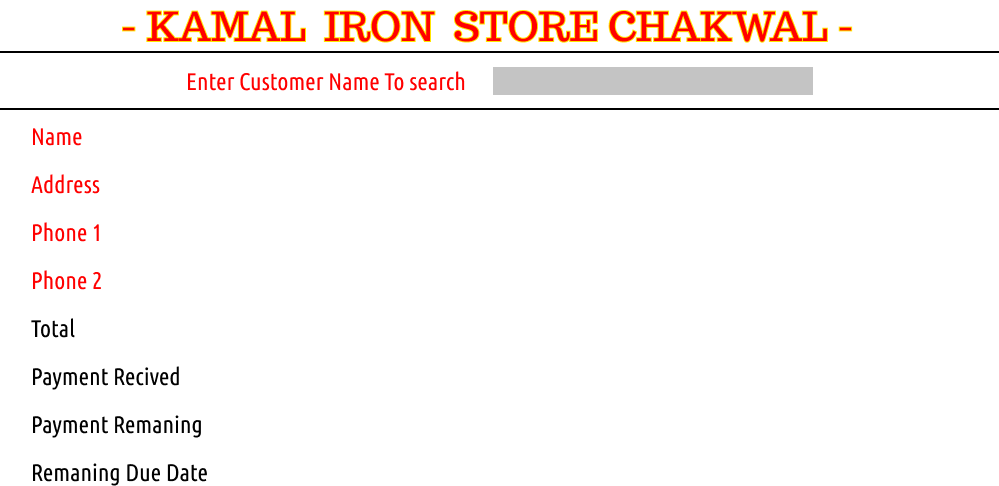 - KAMAL IRON STORE CHAKWAL -
Enter Customer Name To search
Name
Address
Phone 1
Phone 2
Total
Payment Recived
Payment Remaning
Remaning Due Date